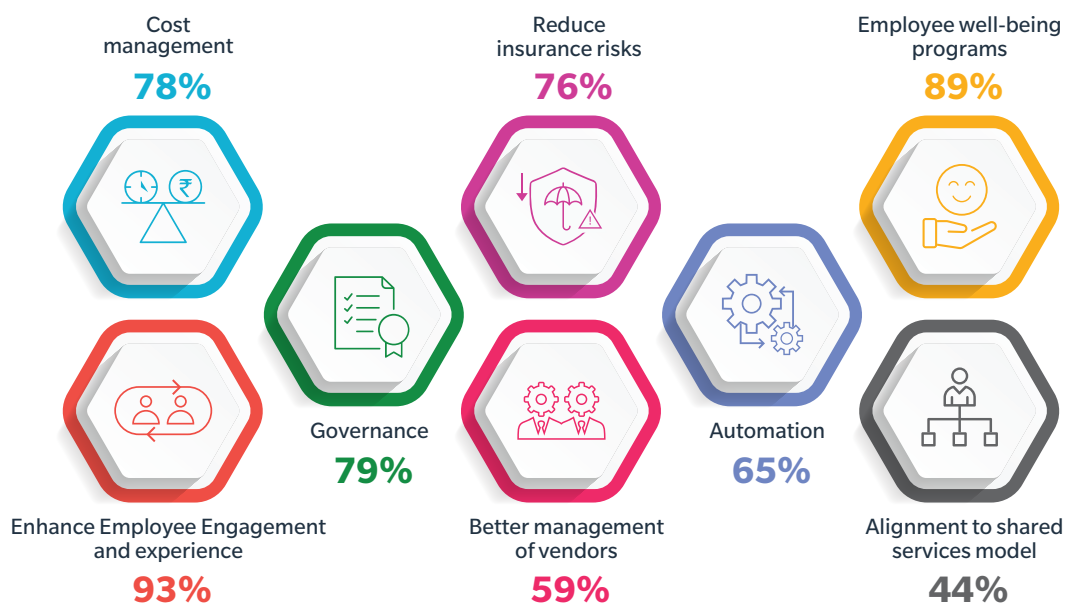 Cost
management
78%
Reduce
insurance risks
76%
Employee well-being
programs
89%
₹
Governance
79%
Automation
65%
Enhance Employee Engagement
and experience
93%
Better management
of vendors
59%
Alignment to shared
services model
44%